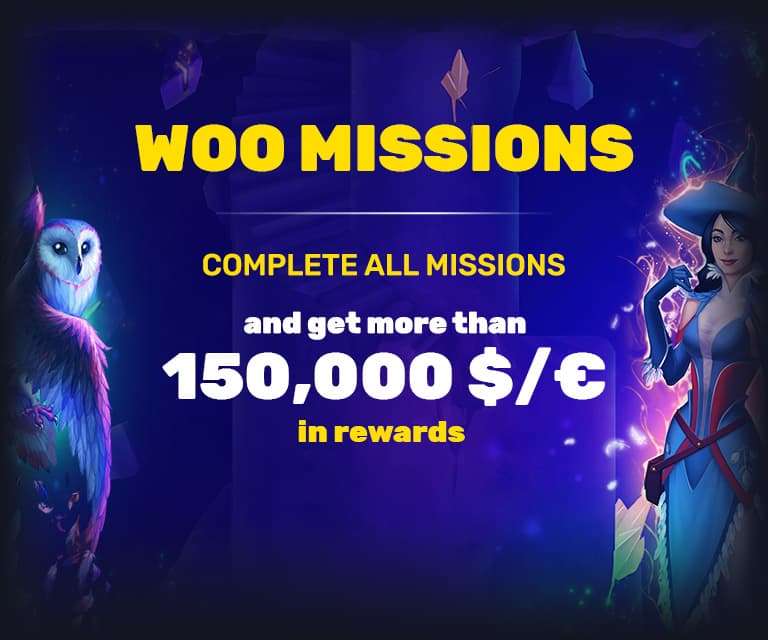 WOO MISSIONS
COMPLETE ALL MISSIONS
and get more than
150,000 $/€
in rewards